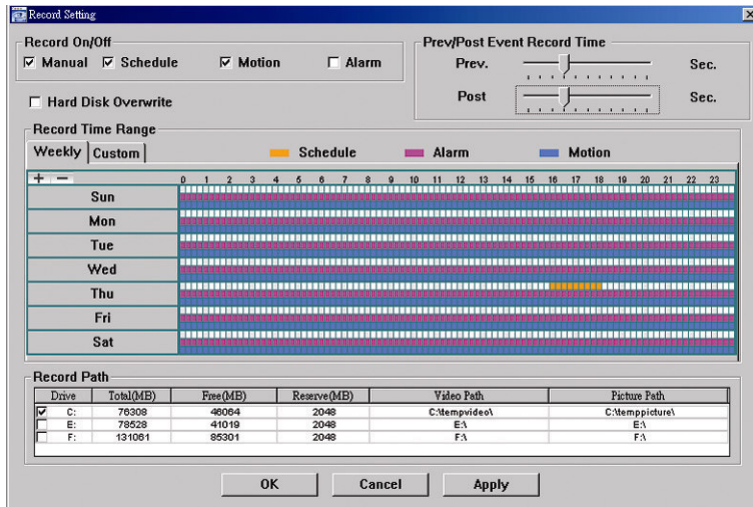 Record Setting
Record On/Off
Manual Schedule Motion Alarm
Prev/Post Event Record Time
Prev. Sec.
Post Sec.
Hard Disk Overwrite
Record Time Range
Weekly Custom Schedule Alarm Motion
+ − 0 1 2 3 4 5 6 7 8 9 10 11 12 13 14 15 16 17 18 19 20 21 22 23
Sun
Mon
Tue
Wed
Thu
Fri
Sat
Record Path
Drive Total(MB) Free(MB) Reserve(MB) Video Path Picture Path
C: 76308 46064 2048 C:\tempvideo\ C:\temppicture\
E: 78528 41019 2048 E:\ E:\
F: 131061 85301 2048 F:\ F:\
OK Cancel Apply